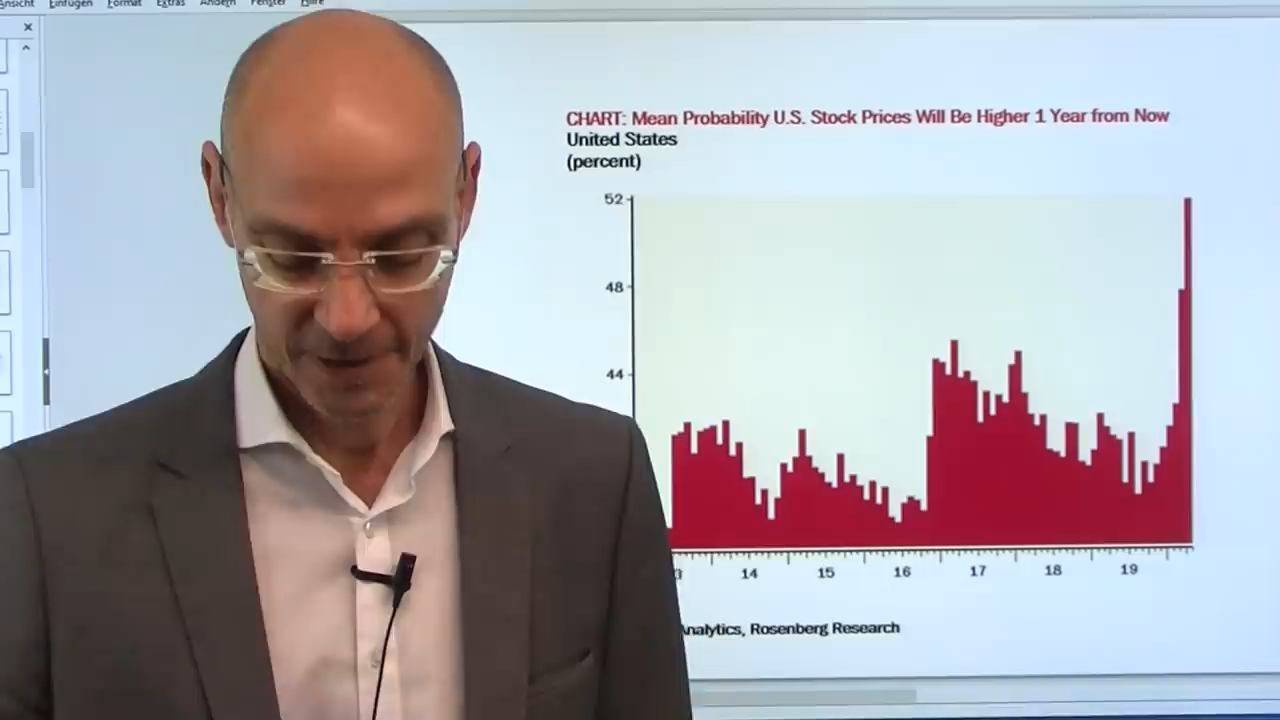 Ansicht Einfügen Format Extras Ändern Fenster Hilfe
CHART: Mean Probability U.S. Stock Prices Will Be Higher 1 Year from Now
United States
(percent)
52
48
44
3 14 15 16 17 18 19
Analytics, Rosenberg Research